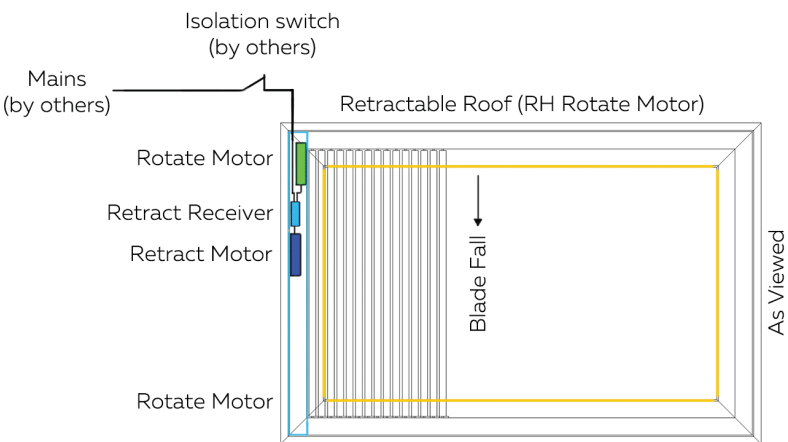 Isolation switch
(by others)
Mains
(by others)
Retractable Roof (RH Rotate Motor)
Rotate Motor
Retract Receiver
Retract Motor
Blade Fall
As Viewed
Rotate Motor